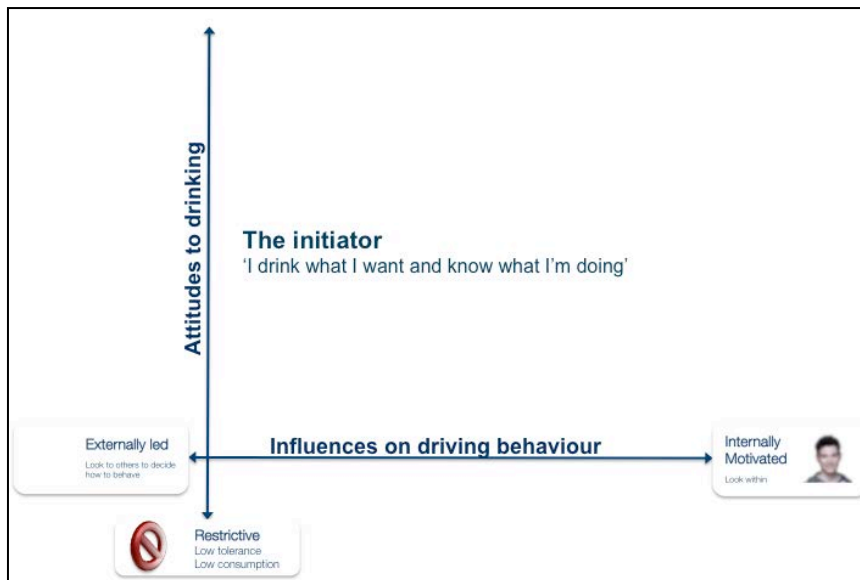 Attitudes to drinking
The initiator
‘I drink what I want and know what I’m doing’
Externally led
Look to others to decide
how to behave
Influences on driving behaviour
Internally
Motivated
Look within
Restrictive
Low tolerance
Low consumption